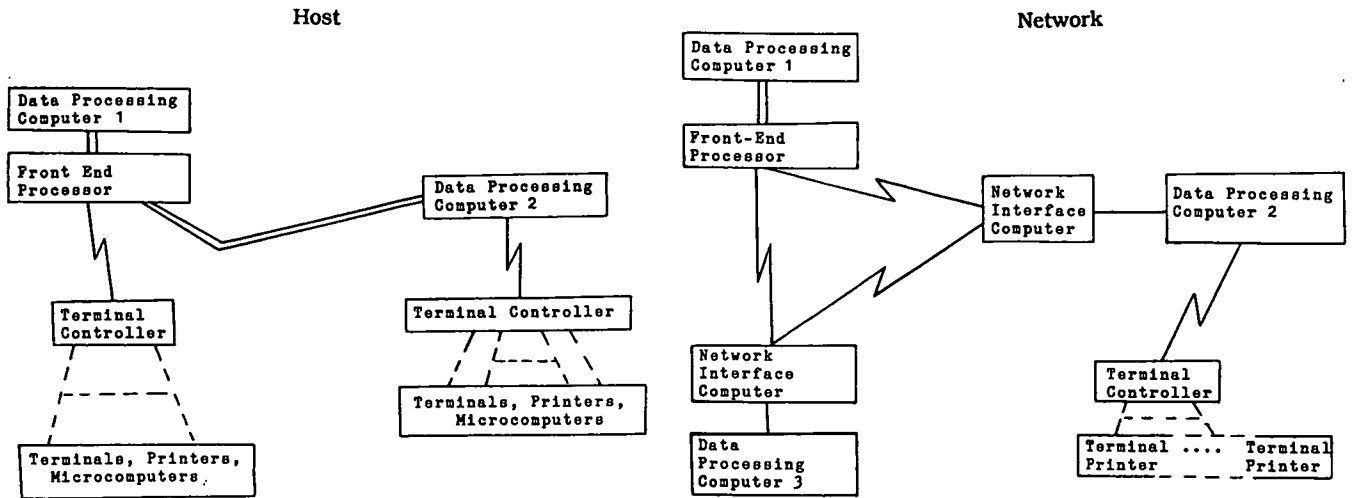 Host
Data Processing
Computer 1
Front End
Processor
Data Processing
Computer 2
Terminal
Controller
Terminal Controller
Terminals, Printers,
Microcomputers
Terminals, Printers,
Microcomputers
Network
Data Processing
Computer 1
Front-End
Processor
Network
Interface
Computer
Data Processing
Computer 2
Network
Interface
Computer
Terminal
Controller
Data
Processing
Computer 3
Terminal .... Terminal
Printer Printer